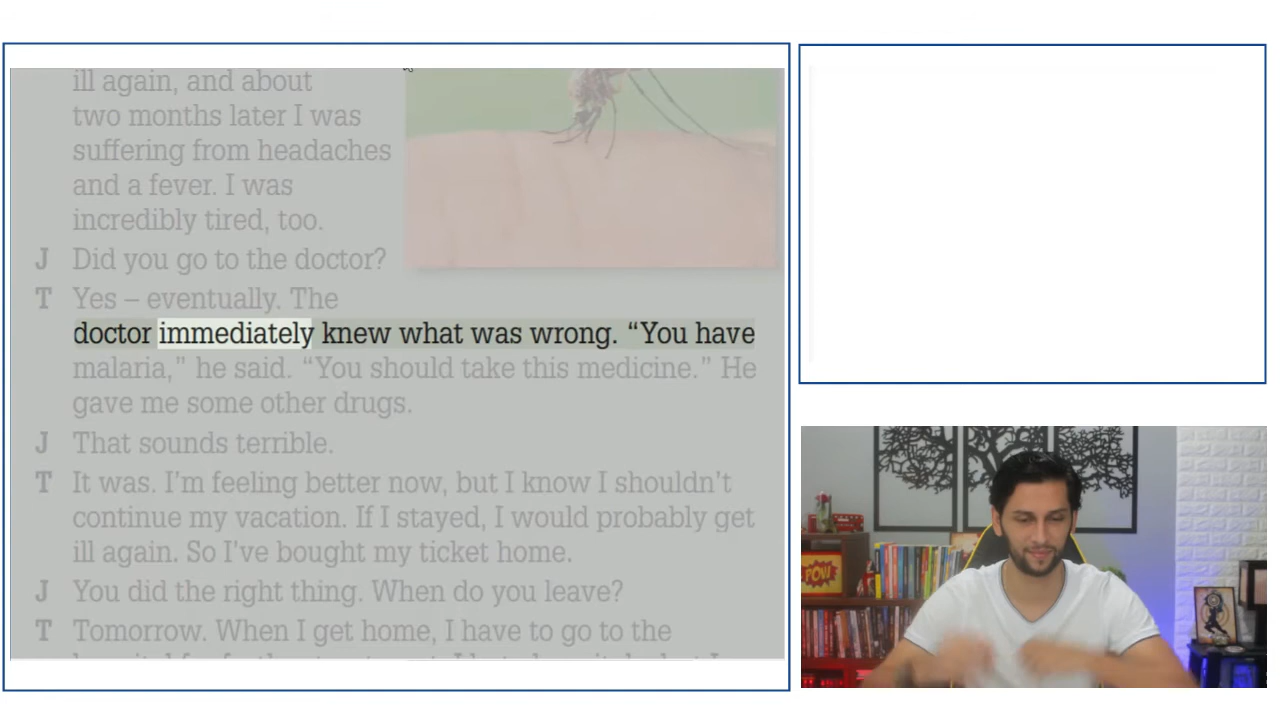 ill again, and about
two months later I was
suffering from headaches
and a fever. I was
incredibly tired, too.
J Did you go to the doctor?
T Yes – eventually. The
doctor immediately knew what was wrong. “You have
malaria,” he said. “You should take this medicine.” He
gave me some other drugs.
J That sounds terrible.
T It was. I’m feeling better now, but I know I shouldn’t
continue my vacation. If I stayed, I would probably get
ill again. So I’ve bought my ticket home.
J You did the right thing. When do you leave?
T Tomorrow. When I get home, I have to go to the
POW!